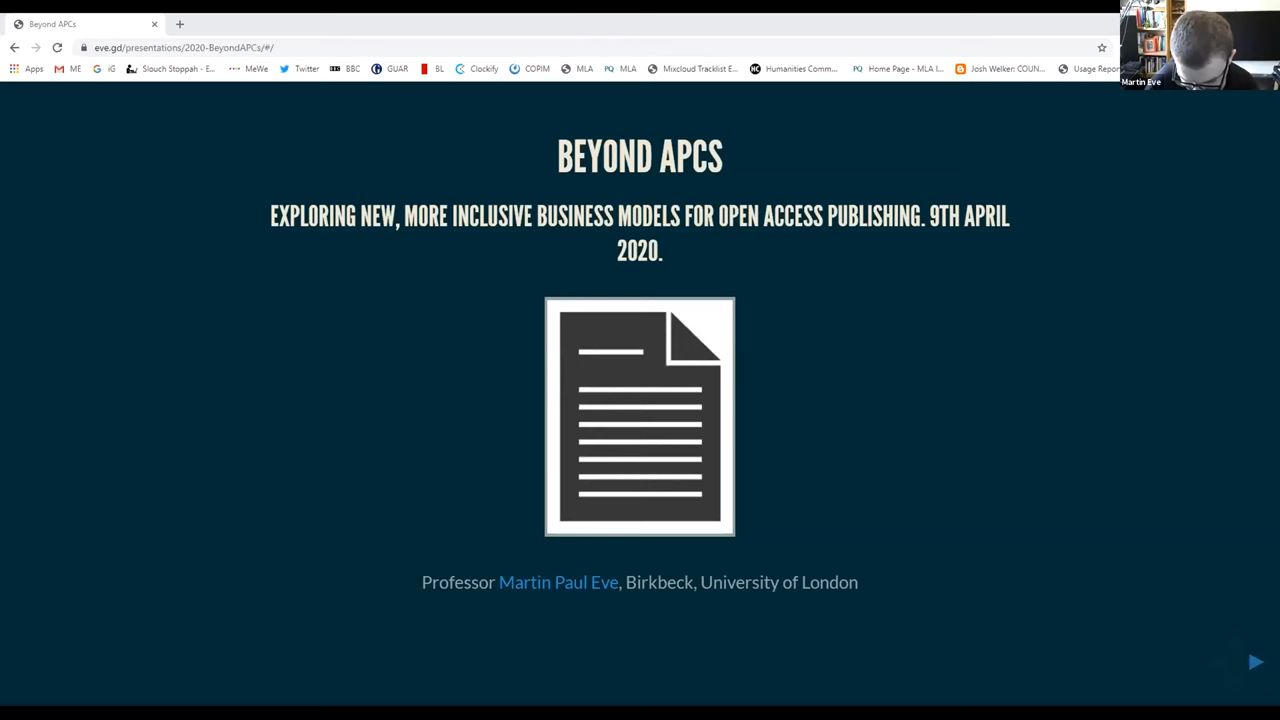 Beyond APCs
eve.gd/presentations/2020-BeyondAPCs/#/
Apps ME iG Slouch Stoppah - E... MeWe Twitter BBC GUAR BL Clockify COPIM MLA MLA Mixcloud Tracklist E... Humanities Comm... Home Page - MLA I... Josh Welker: COUN... Usage Repor
Martin Eve
BEYOND APCS
EXPLORING NEW, MORE INCLUSIVE BUSINESS MODELS FOR OPEN ACCESS PUBLISHING. 9TH APRIL
2020.
Professor Martin Paul Eve, Birkbeck, University of London